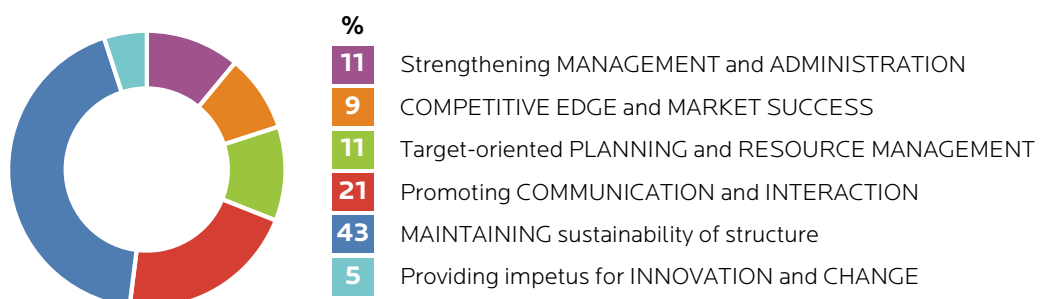 %
11 Strengthening MANAGEMENT and ADMINISTRATION
9 COMPETITIVE EDGE and MARKET SUCCESS
11 Target-oriented PLANNING and RESOURCE MANAGEMENT
21 Promoting COMMUNICATION and INTERACTION
43 MAINTAINING sustainability of structure
5 Providing impetus for INNOVATION and CHANGE